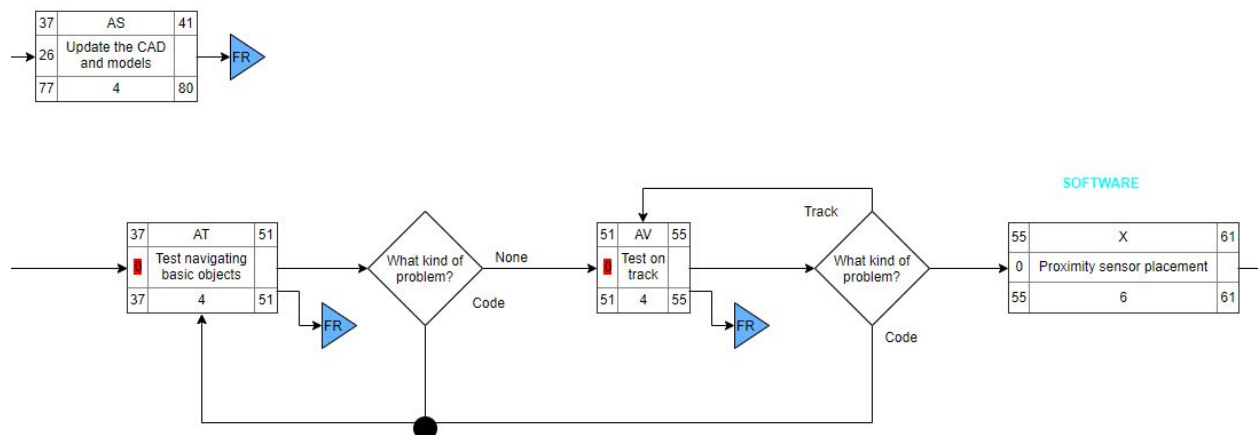 37 AS 41
26 Update the CAD
and models
FR
77 4 80
SOFTWARE
Track
37 AT 51
51 AV 55
55 X 61
0 Test navigating
basic objects
What kind of
problem?
None
0 Test on
track
What kind of
problem?
0 Proximity sensor placement
37 4 51
Code
51 4 55
55 6 61
FR
FR
Code